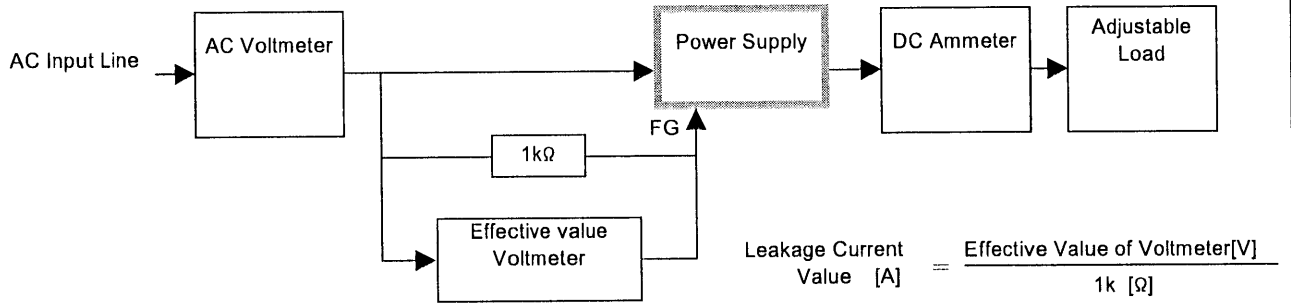 AC Input Line
AC Voltmeter
Power Supply
DC Ammeter
Adjustable
Load
FG
1kΩ
Effective value
Voltmeter
Leakage Current
Value [A]
=
Effective Value of Voltmeter[V]
1k [Ω]